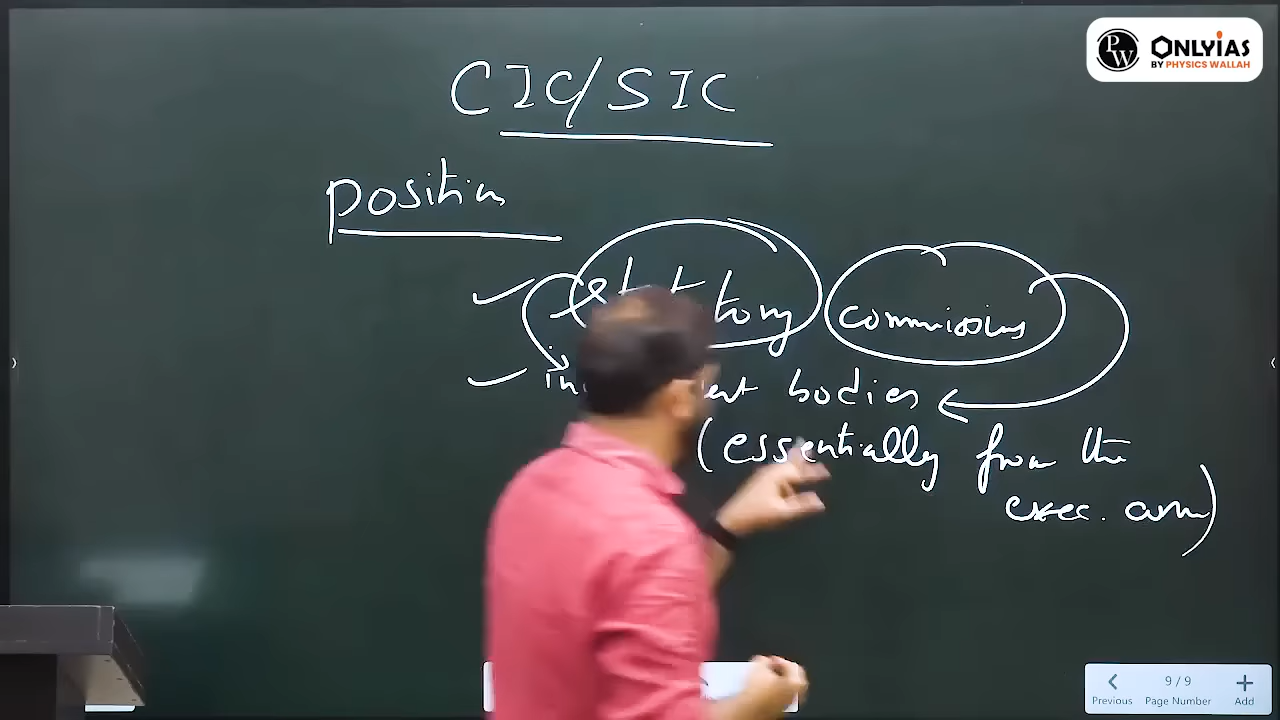 PW ONLYIAS
BY PHYSICS WALLAH
CIC/SIC
position
commissions
bodies
(essentially from the
exec. arm)
9 / 9
Previous Page Number Add